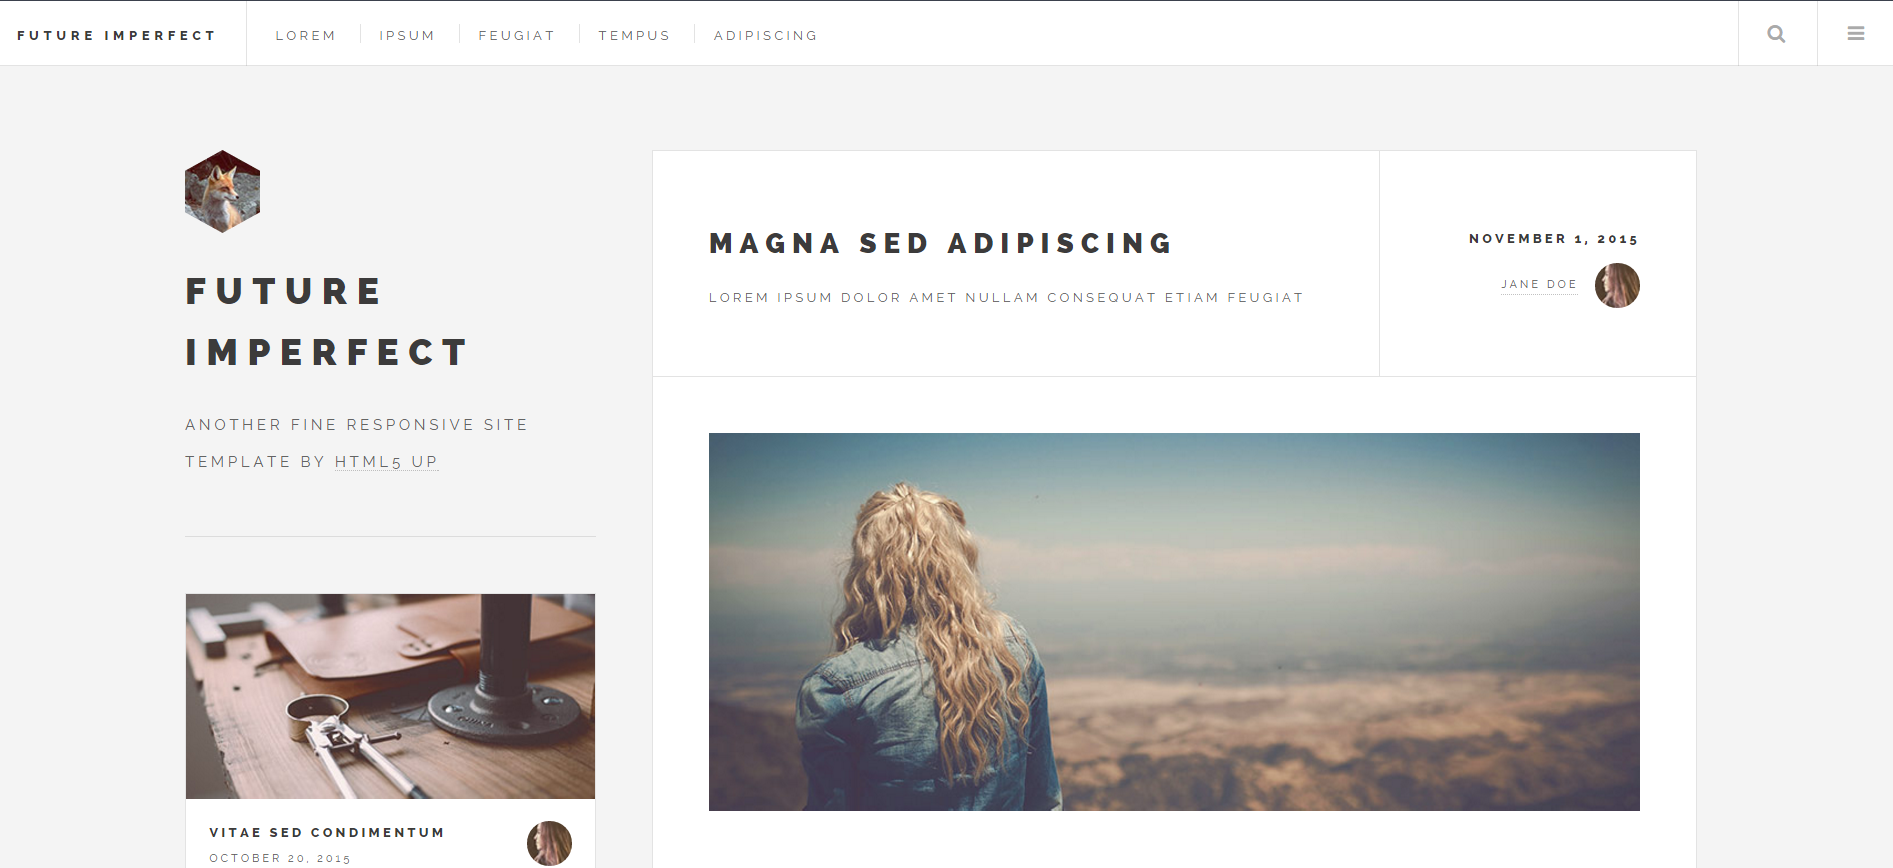 FUTURE IMPERFECT
LOREM
IPSUM
FEUGIAT
TEMPUS
ADIPISCING
FUTURE
IMPERFECT
ANOTHER FINE RESPONSIVE SITE
TEMPLATE BY HTML5 UP
VITAE SED CONDIMENTUM
OCTOBER 20, 2015
MAGNA SED ADIPISCING
LOREM IPSUM DOLOR AMET NULLAM CONSEQUAT ETIAM FEUGIAT
NOVEMBER 1, 2015
JANE DOE